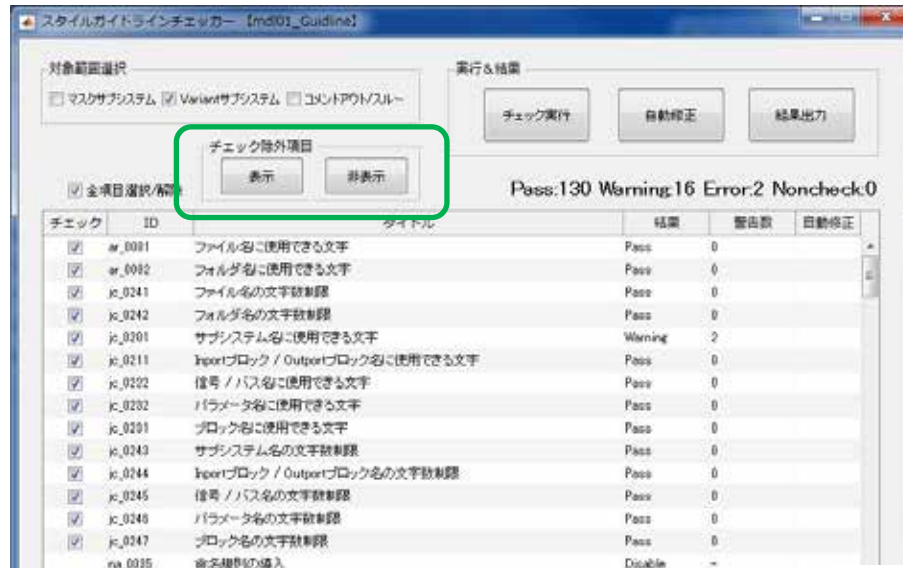 スタイルガイドラインチェッカー 【mdl01_Guidline】
対象範囲選択
マスクサブシステム Variantサブシステム コメントアウト/スルー
実行&結果
チェック実行 自動修正 結果出力
チェック除外項目
表示 非表示
全項目選択/解除
Pass:130 Warning:16 Error:2 Noncheck:0
チェック ID タイトル 結果 警告数 自動修正
ar_0001 ファイル名に使用できる文字 Pass 0
ar_0002 フォルダ名に使用できる文字 Pass 0
jc_0241 ファイル名の文字数制限 Pass 0
jc_0242 フォルダ名の文字数制限 Pass 0
jc_0201 サブシステム名に使用できる文字 Warning 2
jc_0211 Inportブロック / Outportブロック名に使用できる文字 Pass 0
jc_0222 信号 / バス名に使用できる文字 Pass 0
jc_0232 パラメータ名に使用できる文字 Pass 0
jc_0231 ブロック名に使用できる文字 Pass 0
jc_0243 サブシステム名の文字数制限 Pass 0
jc_0244 Inportブロック / Outportブロック名の文字数制限 Pass 0
jc_0245 信号 / バス名の文字数制限 Pass 0
jc_0246 パラメータ名の文字数制限 Pass 0
jc_0247 ブロック名の文字数制限 Pass 0
na_0035 命名規則の導入 Disable -